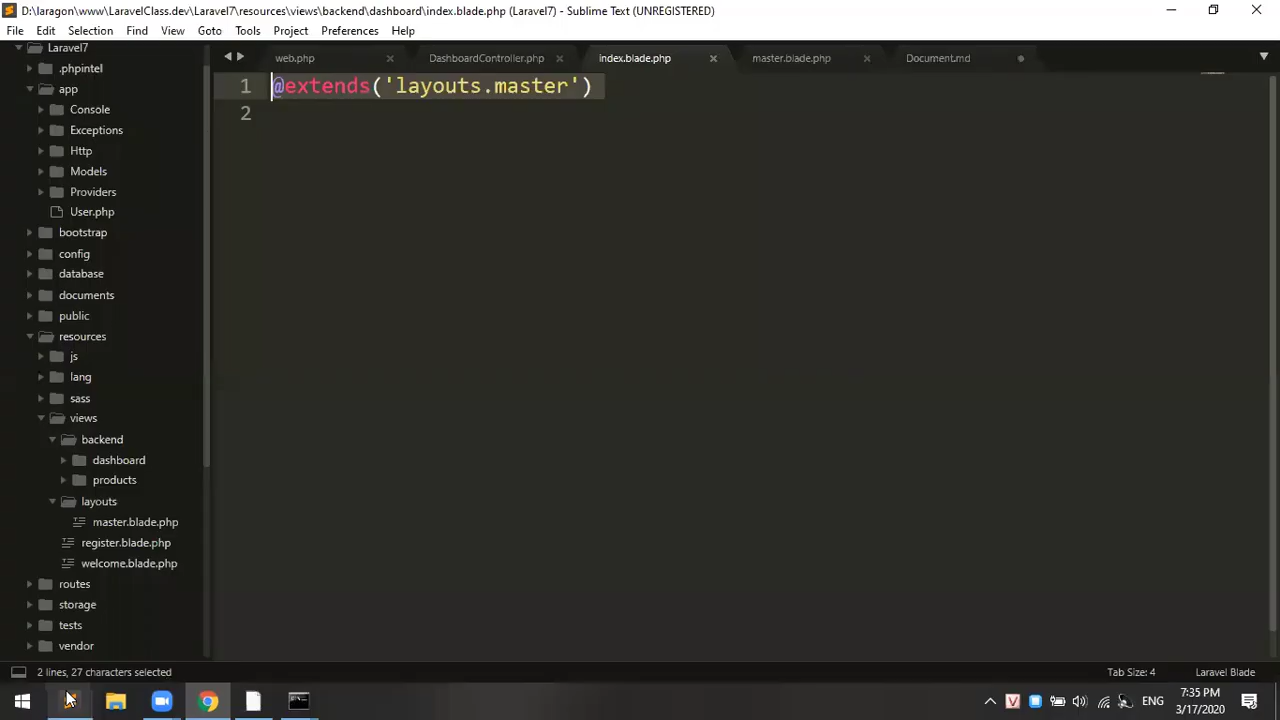 D:\laragon\www\LaravelClass.dev\Laravel7\resources\views\backend\dashboard\index.blade.php (Laravel7) - Sublime Text (UNREGISTERED)
File Edit Selection Find View Goto Tools Project Preferences Help
Laravel7
.phpintel
app
Console
Exceptions
Http
Models
Providers
User.php
bootstrap
config
database
documents
public
resources
js
lang
sass
views
backend
dashboard
products
layouts
master.blade.php
register.blade.php
welcome.blade.php
routes
storage
tests
vendor
web.php DashboardController.php index.blade.php master.blade.php Document.md
1 @extends('layouts.master')
2
2 lines, 27 characters selected Tab Size: 4 Laravel Blade
ENG
7:35 PM
3/17/2020